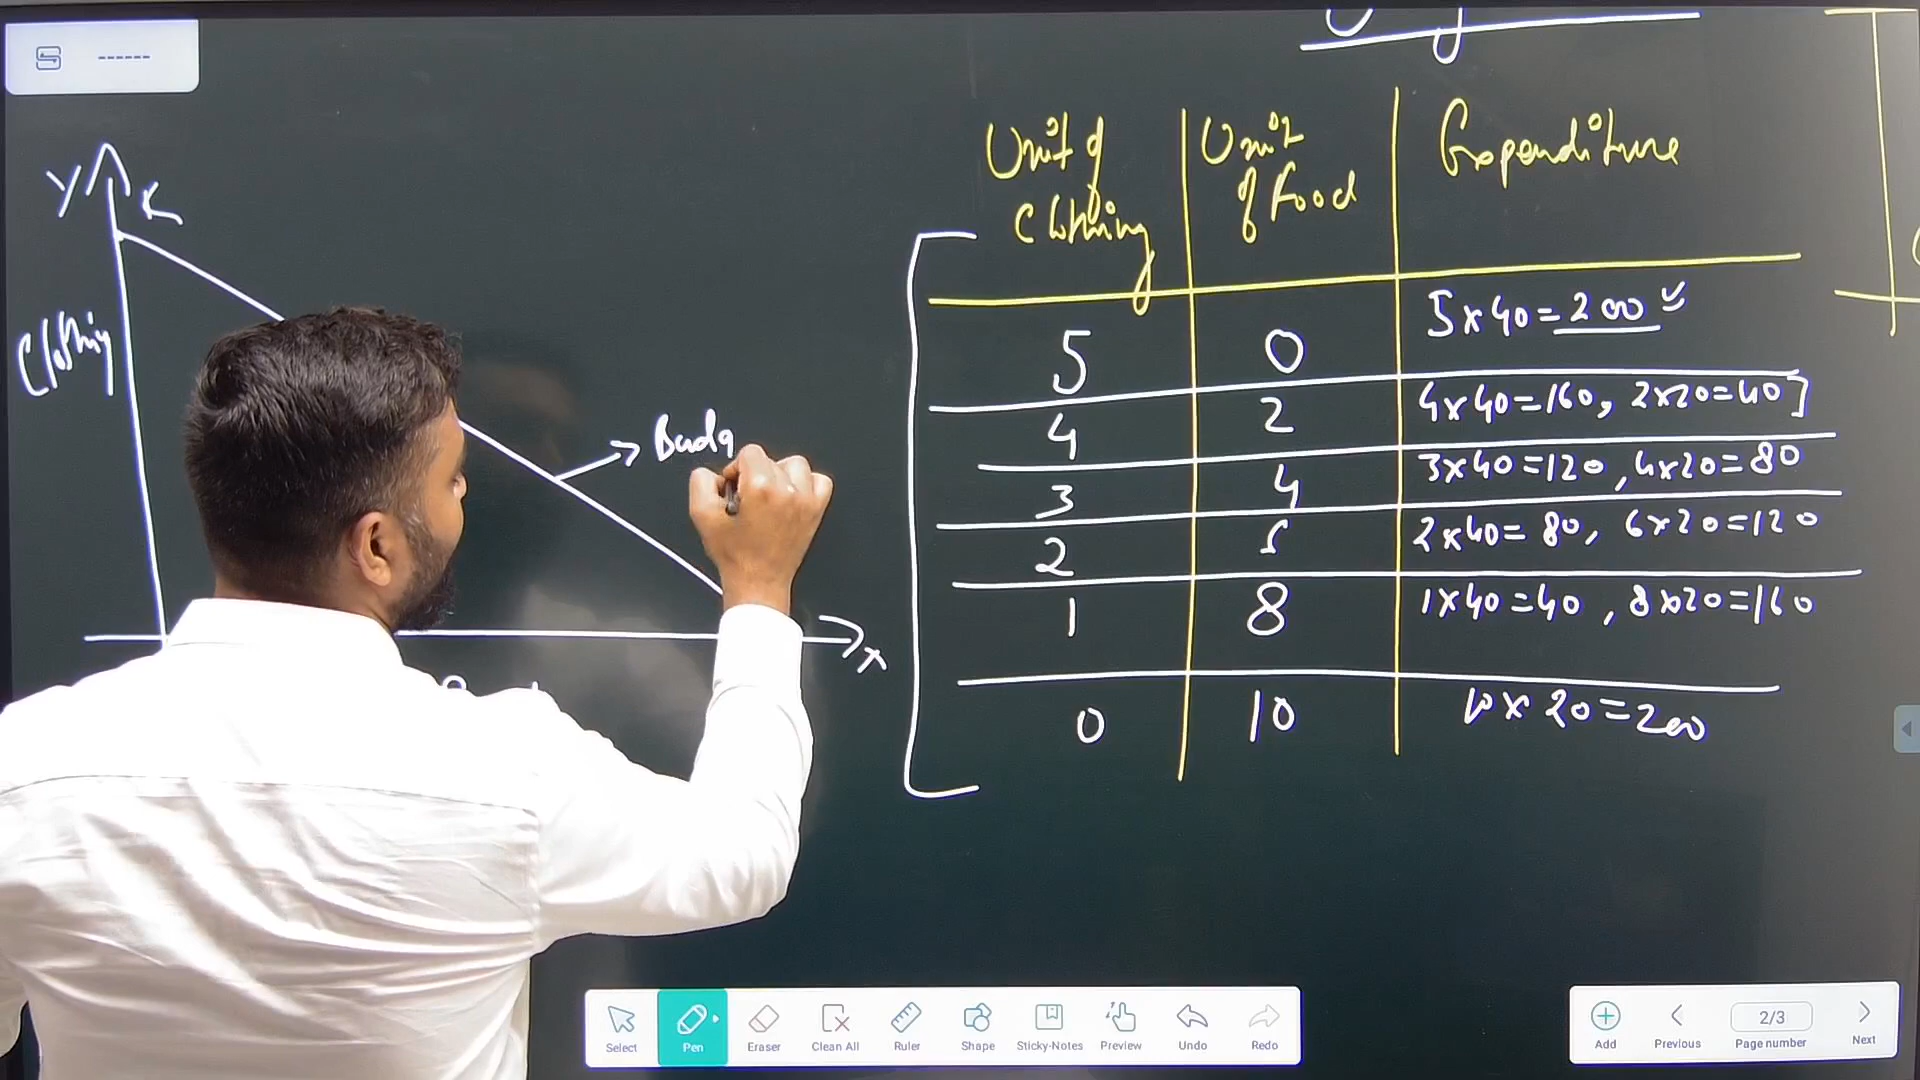 ------
Y
K
Clothing
Budg
X
Unit of Clothing
Unit of Food
Expenditure
5
0
5x40=200
4
2
4x40=160, 2x20=40]
3
4
3x40=120, 4x20=80
2
5
2x40=80, 6x20=120
1
8
1x40=40, 8x20=160
0
10
10x20=200
Select
Pen
Eraser
Clean All
Ruler
Shape
Sticky-Notes
Preview
Undo
Redo
Add
Previous
2/3
Page number
Next